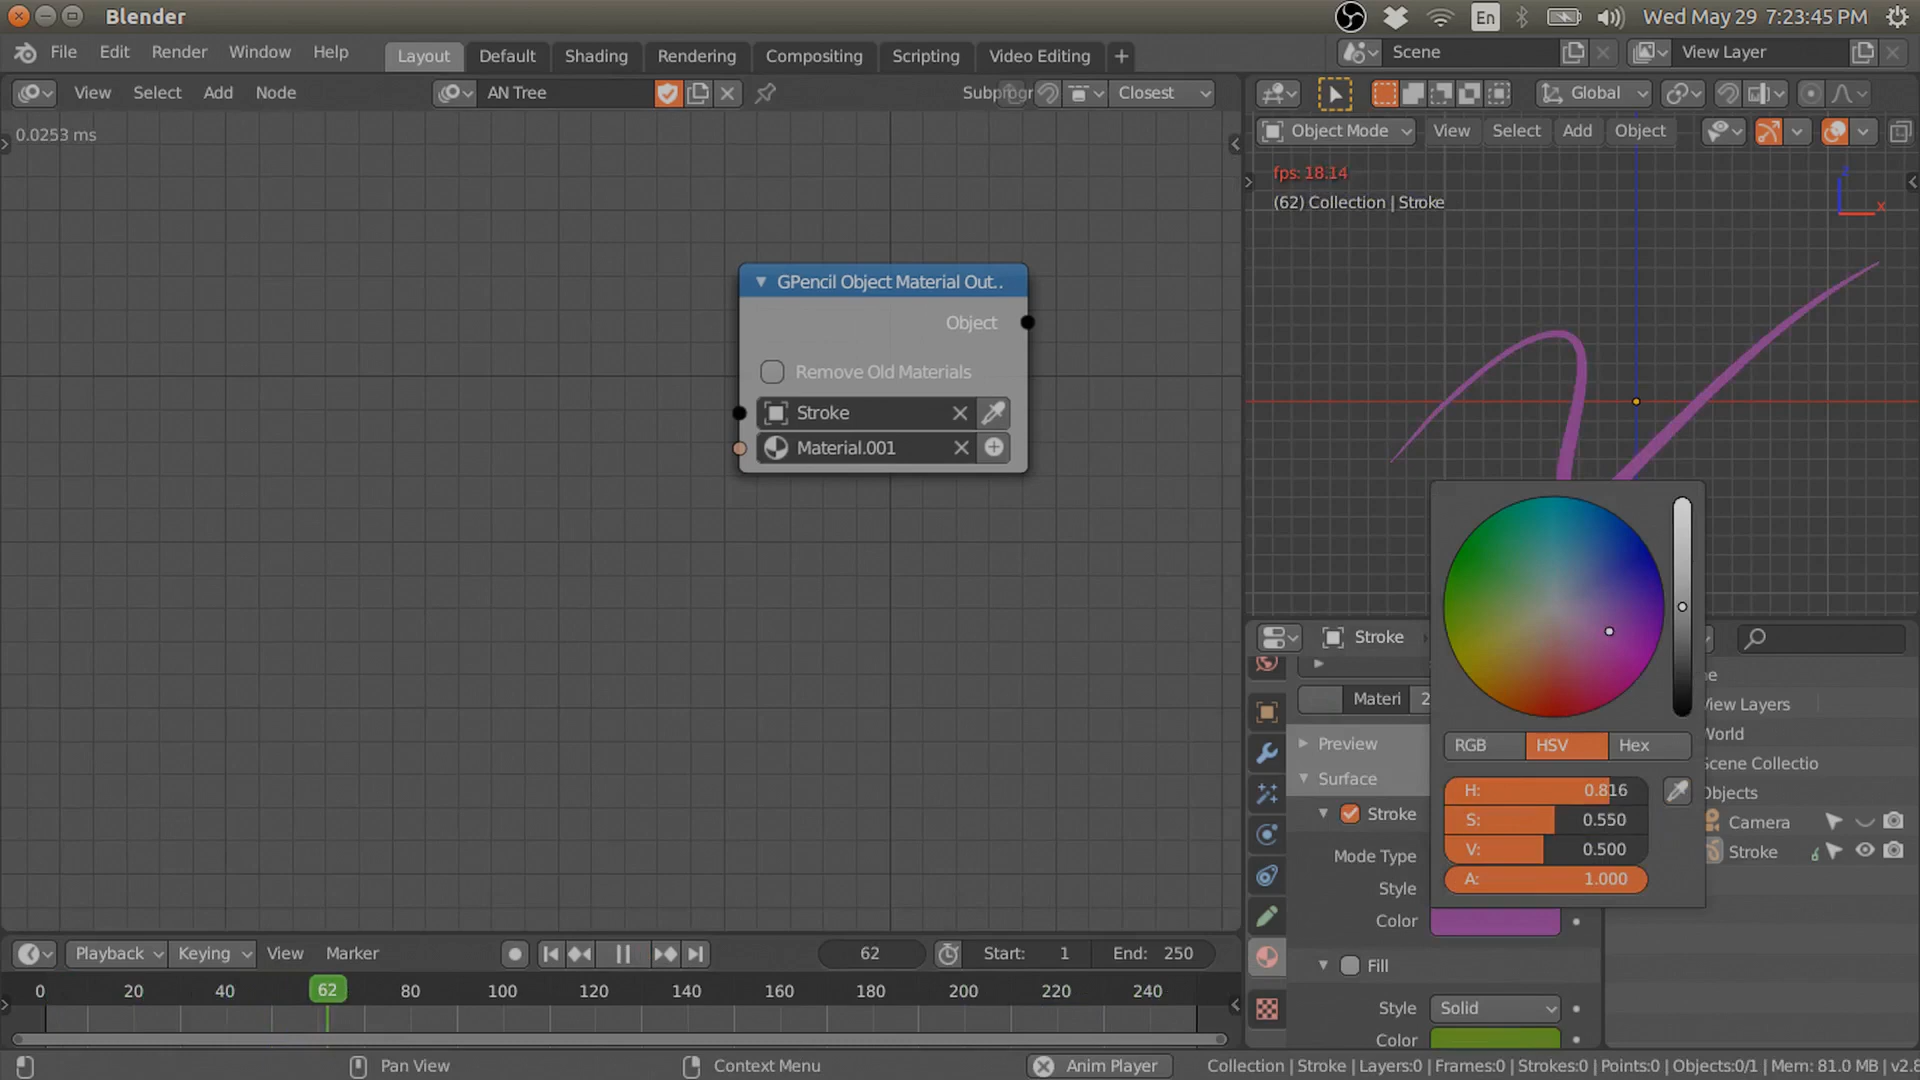 Blender
En
Wed May 29 7:23:45 PM
File Edit Render Window Help
Layout Default Shading Rendering Compositing Scripting Video Editing +
Scene
View Layer
View Select Add Node
AN Tree
Closest
Global
Object Mode View Select Add Object
0.0253 ms
fps: 18.14
(62) Collection | Stroke
x
GPencil Object Material Out..
Object
Remove Old Materials
Stroke
Material.001
Stroke
Materi 2
Preview
Surface
Stroke
Mode Type
Style
Color
Fill
Style Solid
Color
RGB HSV Hex
H: 0.816
S: 0.550
V: 0.500
A: 1.000
View Layers
World
Scene Collectio
Objects
Camera
Stroke
Playback Keying View Marker
62
Start: 1 End: 250
0 20 40 62 80 100 120 140 160 180 200 220 240
Pan View
Context Menu
Anim Player
Collection | Stroke | Layers:0 | Frames:0 | Strokes:0 | Points:0 | Objects:0/1 | Mem: 81.0 MB | v2.8